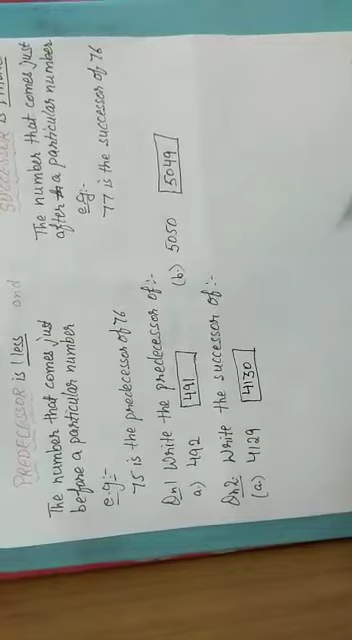 PREDECESSOR is 1 less and
The number that comes just
before a particular number
e.g:-
75 is the predecessor of 76
SUCCESSOR is 1 more
The number that comes just
after a particular number
e.g:-
77 is the successor of 76
Qn1 Write the predecessor of:-
a.) 492 491 (b.) 5050 5049
Qn2 Write the successor of:-
(a.) 4129 4130